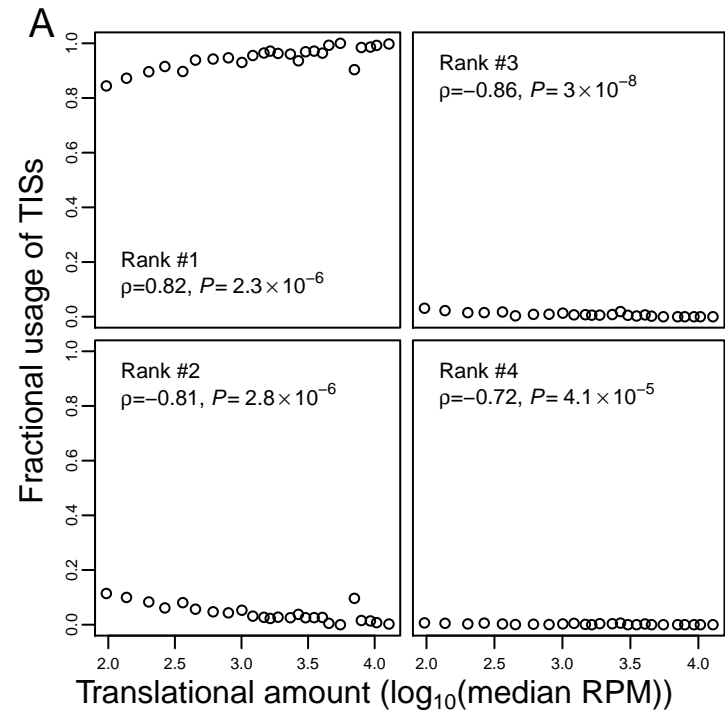 A
Fractional usage of TISs
0.0 0.2 0.4 0.6 0.8 1.0
Rank #1
ρ=0.82, P= 2.3×10⁻⁶
Rank #3
ρ=−0.86, P= 3×10⁻⁸
0.0 0.2 0.4 0.6 0.8 1.0
Rank #2
ρ=−0.81, P= 2.8×10⁻⁶
Rank #4
ρ=−0.72, P= 4.1×10⁻⁵
2.0 2.5 3.0 3.5 4.0
2.0 2.5 3.0 3.5 4.0
Translational amount (log₁₀(median RPM))